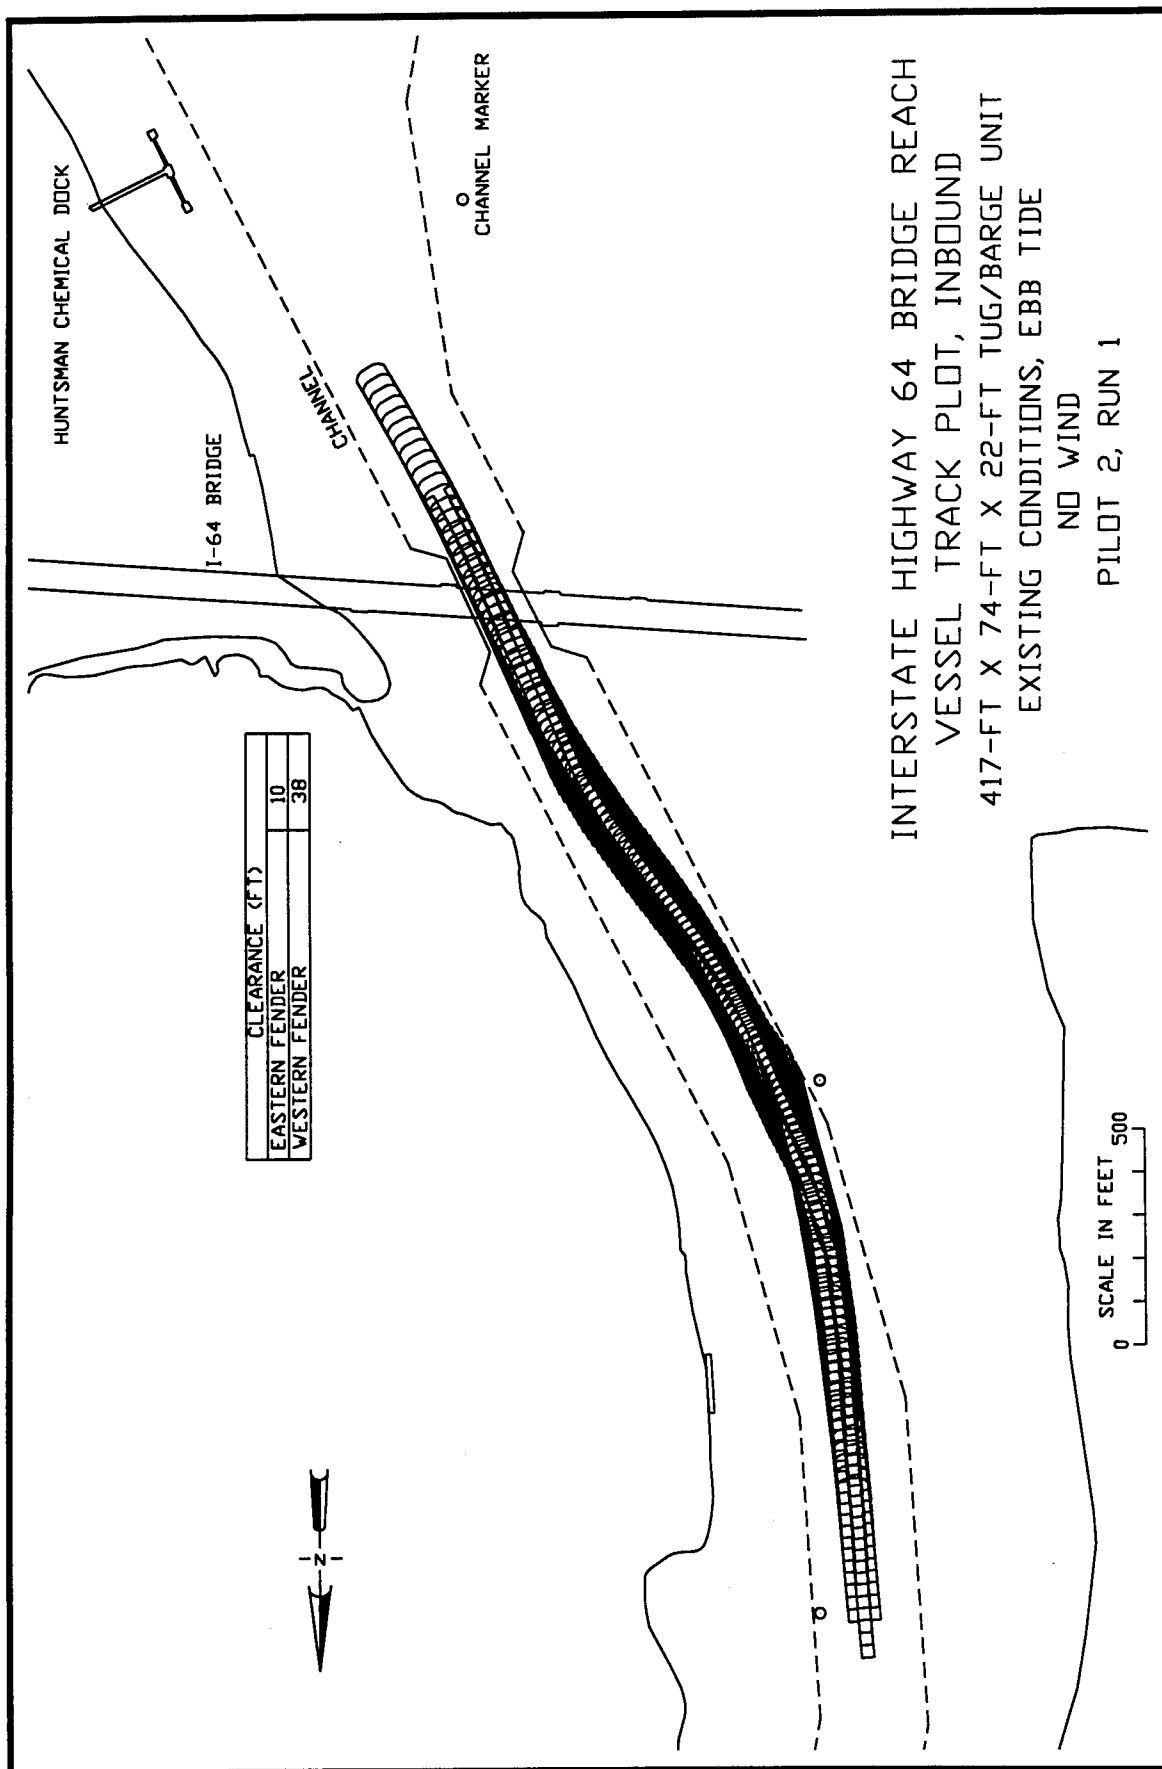 HUNTSMAN CHEMICAL DOCK
I-64 BRIDGE
CHANNEL
CHANNEL MARKER
CLEARANCE (FT)
EASTERN FENDER 10
WESTERN FENDER 38
N
SCALE IN FEET
0 500
INTERSTATE HIGHWAY 64 BRIDGE REACH
VESSEL TRACK PLOT, INBOUND
417-FT X 74-FT X 22-FT TUG/BARGE UNIT
EXISTING CONDITIONS, EBB TIDE
NO WIND
PILOT 2, RUN 1